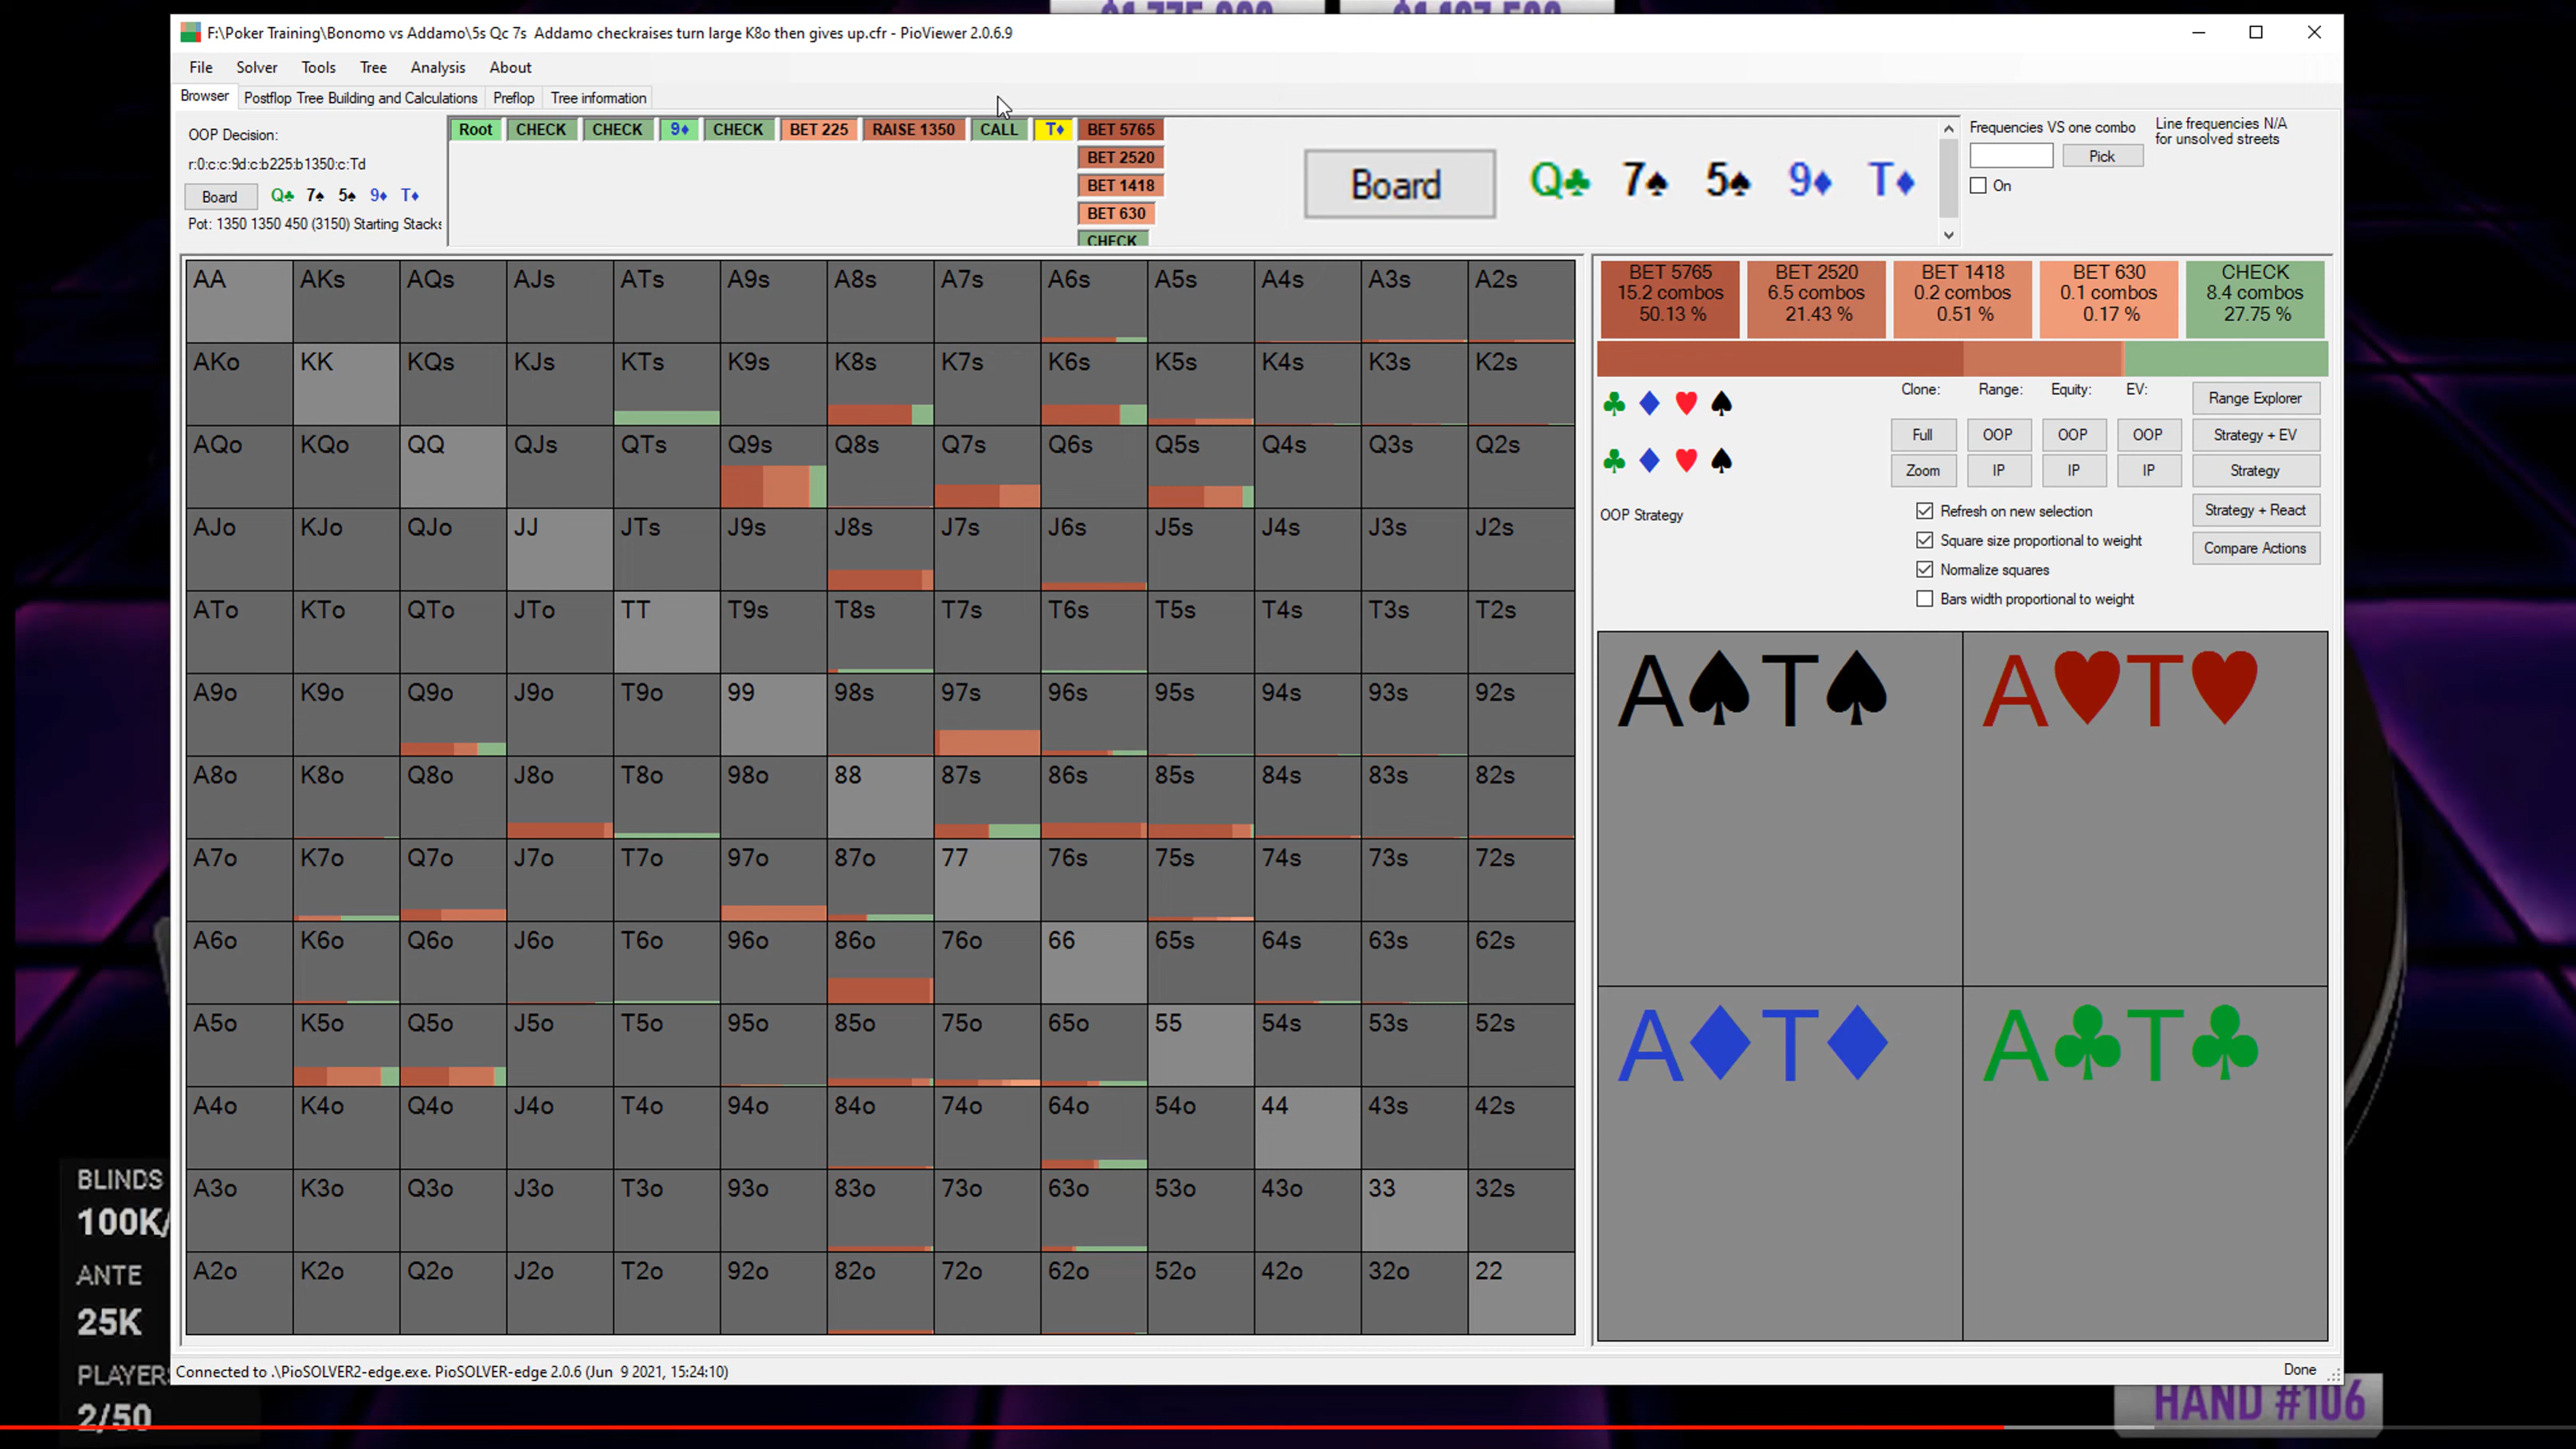 $1,775,000 $1,187,500
F:\Poker Training\Bonomo vs Addamo\5s Qc 7s  Addamo checkraises turn large K8o then gives up.cfr - PioViewer 2.0.6.9
File Solver Tools Tree Analysis About
Browser Postflop Tree Building and Calculations Preflop Tree information
OOP Decision:
r:0:c:c:9d:c:b225:b1350:c:Td
Board Q♣ 7♠ 5♠ 9♦ T♦
Pot: 1350 1350 450 (3150) Starting Stacks
Root CHECK CHECK 9♦ CHECK BET 225 RAISE 1350 CALL T♦ BET 5765
BET 2520
BET 1418
BET 630
CHECK
Board Q♣ 7♠ 5♠ 9♦ T♦
Frequencies VS one combo
Pick
On
Line frequencies N/A
for unsolved streets
AA AKs AQs AJs ATs A9s A8s A7s A6s A5s A4s A3s A2s
AKo KK KQs KJs KTs K9s K8s K7s K6s K5s K4s K3s K2s
AQo KQo QQ QJs QTs Q9s Q8s Q7s Q6s Q5s Q4s Q3s Q2s
AJo KJo QJo JJ JTs J9s J8s J7s J6s J5s J4s J3s J2s
ATo KTo QTo JTo TT T9s T8s T7s T6s T5s T4s T3s T2s
A9o K9o Q9o J9o T9o 99 98s 97s 96s 95s 94s 93s 92s
A8o K8o Q8o J8o T8o 98o 88 87s 86s 85s 84s 83s 82s
A7o K7o Q7o J7o T7o 97o 87o 77 76s 75s 74s 73s 72s
A6o K6o Q6o J6o T6o 96o 86o 76o 66 65s 64s 63s 62s
A5o K5o Q5o J5o T5o 95o 85o 75o 65o 55 54s 53s 52s
A4o K4o Q4o J4o T4o 94o 84o 74o 64o 54o 44 43s 42s
A3o K3o Q3o J3o T3o 93o 83o 73o 63o 53o 43o 33 32s
A2o K2o Q2o J2o T2o 92o 82o 72o 62o 52o 42o 32o 22
BET 5765 BET 2520 BET 1418 BET 630 CHECK
15.2 combos 6.5 combos 0.2 combos 0.1 combos 8.4 combos
50.13 % 21.43 % 0.51 % 0.17 % 27.75 %
♣ ♦ ♥ ♠
♣ ♦ ♥ ♠
OOP Strategy
Clone: Range: Equity: EV: Range Explorer
Full OOP OOP OOP Strategy + EV
Zoom IP IP IP Strategy
Refresh on new selection Strategy + React
Square size proportional to weight Compare Actions
Normalize squares
Bars width proportional to weight
A♠T♠ A♥T♥
A♦T♦ A♣T♣
Connected to .\PioSOLVER2-edge.exe. PioSOLVER-edge 2.0.6 (Jun  9 2021, 15:24:10)
Done
BLINDS
100K/
ANTE
25K
PLAYERS
2/50
HAND #106